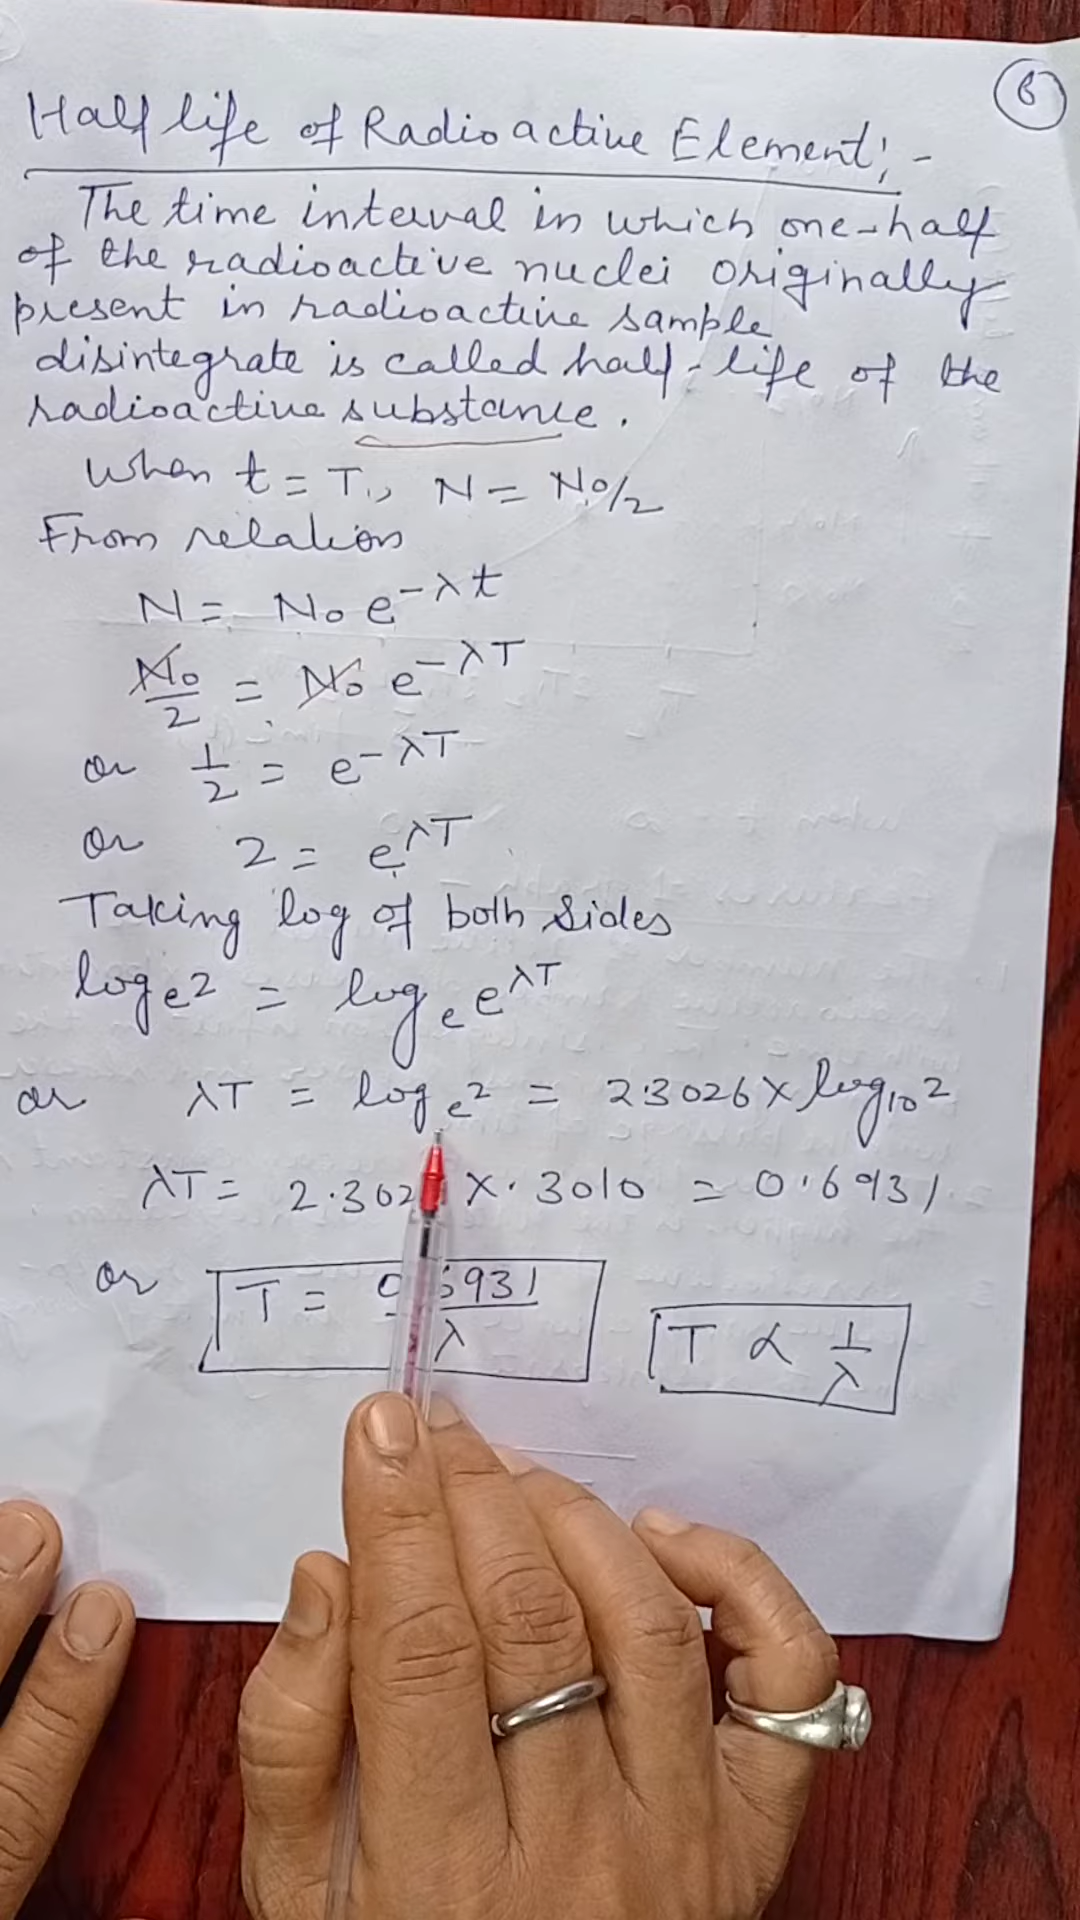 6
Half life of Radioactive Element;-
The time interval in which one-half
of the radioactive nuclei originally
present in radioactive sample
disintegrate is called half-life of the
radioactive substance.
When t = T, N = N₀/2
From relation
N = N₀ e^-λt
N₀/2 = N₀ e^-λT
or 1/2 = e^-λT
or 2 = e^λT
Taking log of both Sides
logₑ2 = logₑe^λT
or λT = logₑ2 = 2.3026 × log₁₀2
λT = 2.302 × .3010 = 0.6931
or T = 0.6931/λ T ∝ 1/λ